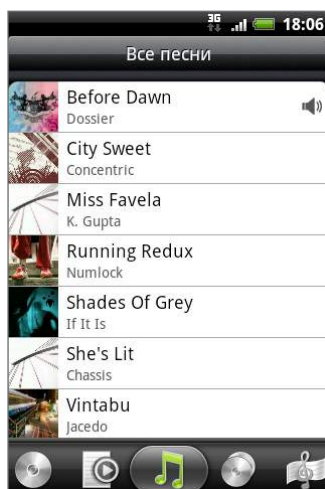 3G
18:06
Все песни
Before Dawn
Dossier
City Sweet
Concentric
Miss Favela
K. Gupta
Running Redux
Numlock
Shades Of Grey
If It Is
She's Lit
Chassis
Vintabu
Jacedo